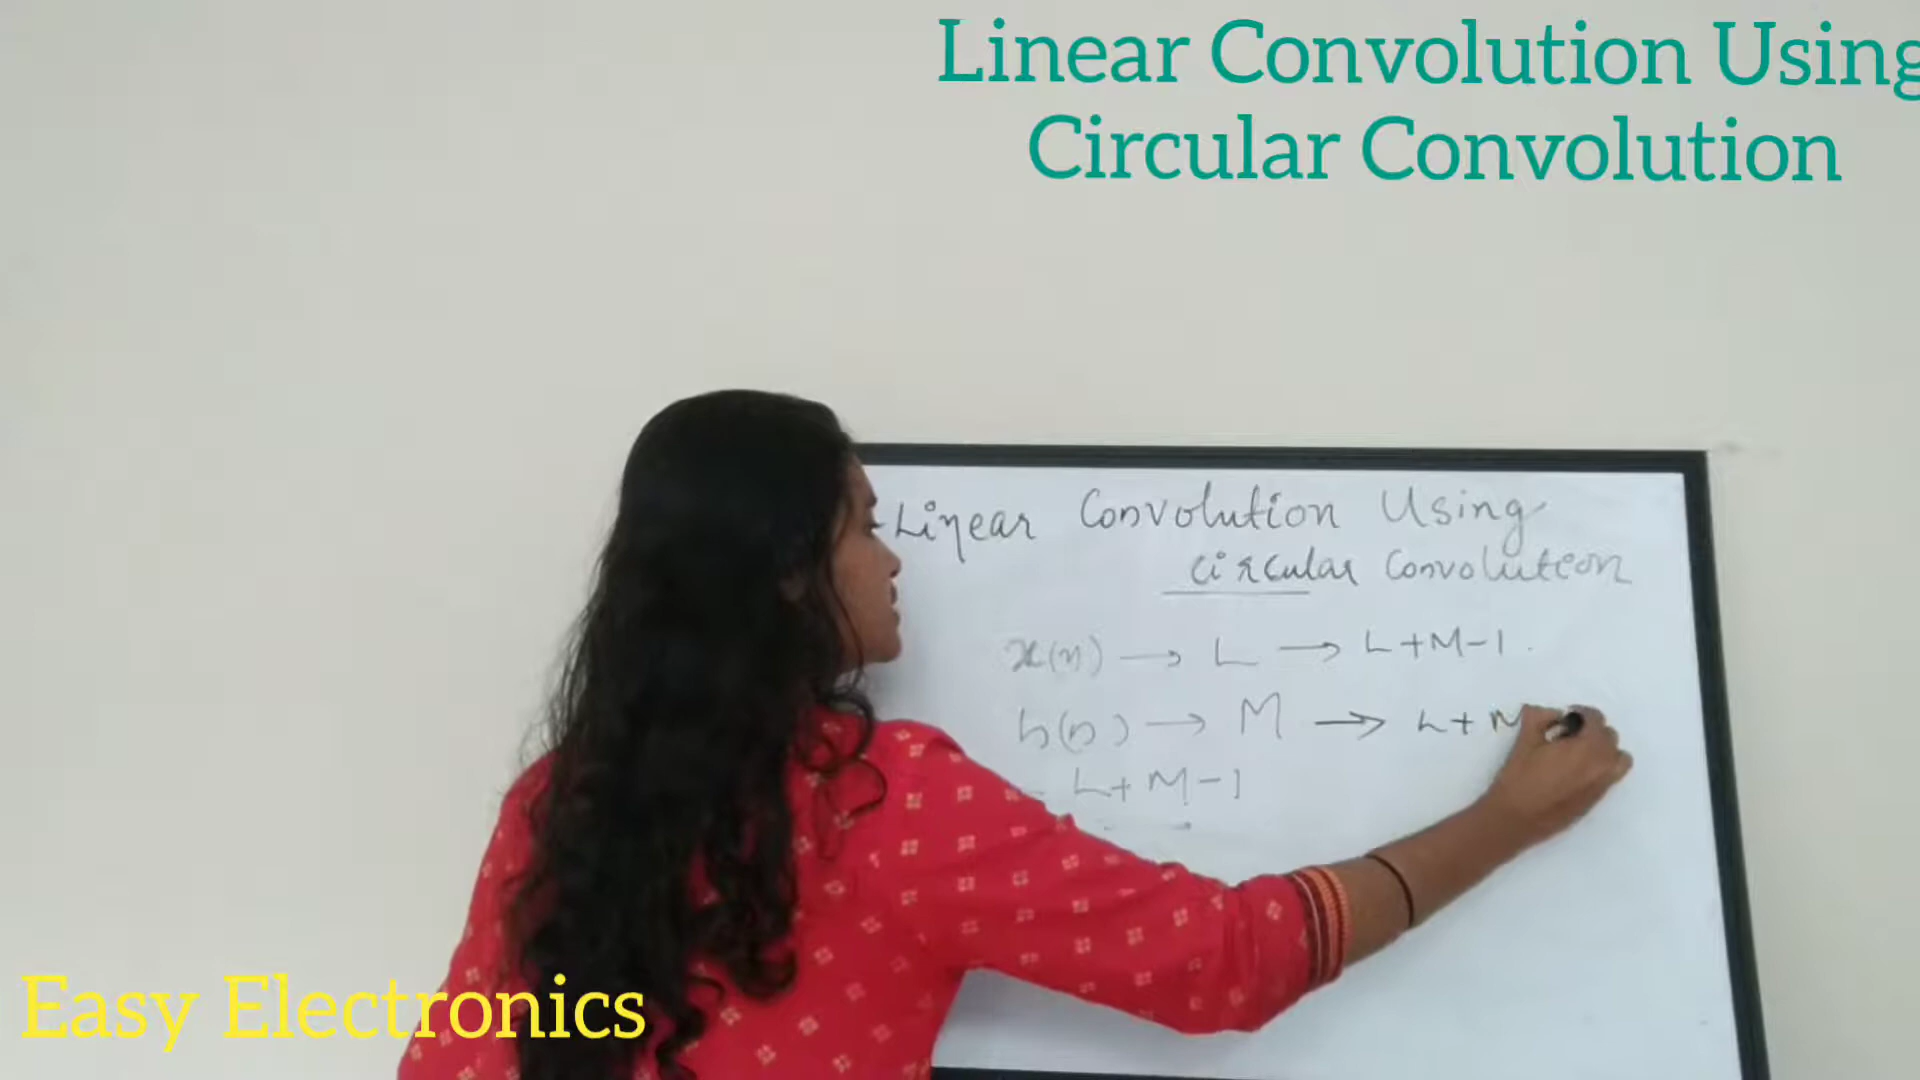 Linear Convolution Using
Circular Convolution
Linear Convolution Using
circular Convolution
x(n) → L → L+M-1.
h(n) → M → L+M
L+M-1
Easy Electronics